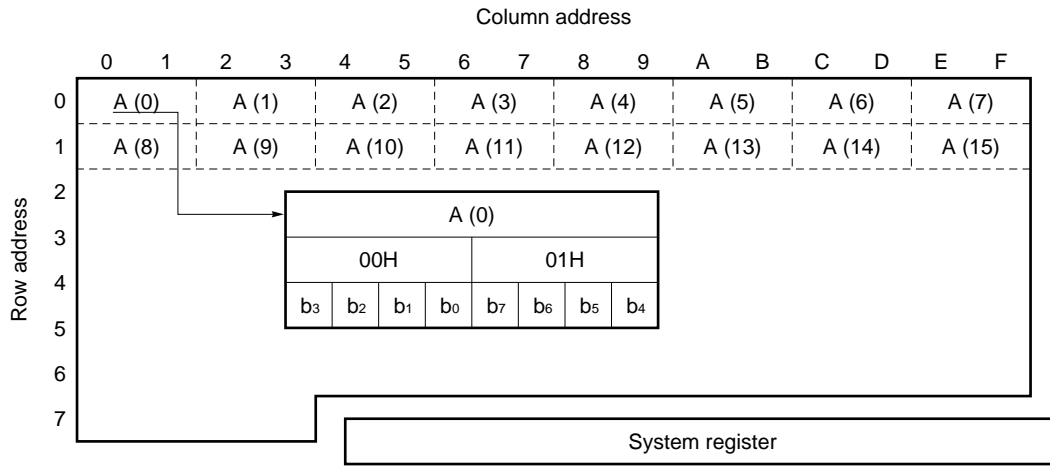 Column address
0 1 2 3 4 5 6 7 8 9 A B C D E F
0 A (0) A (1) A (2) A (3) A (4) A (5) A (6) A (7)
1 A (8) A (9) A (10) A (11) A (12) A (13) A (14) A (15)
Row address
2
A (0)
3
00H 01H
4
b3 b2 b1 b0 b7 b6 b5 b4
5
6
7
System register